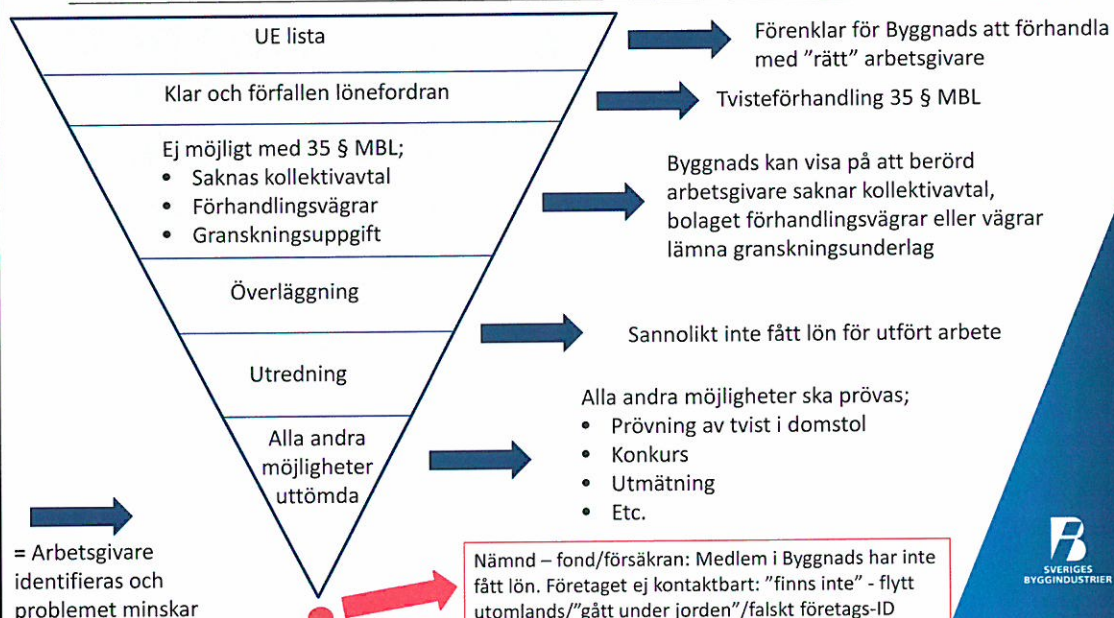 UE lista
Förenklar för Byggnads att förhandla
med ”rätt” arbetsgivare
Klar och förfallen lönefordran
Tvisteförhandling 35 § MBL
Ej möjligt med 35 § MBL;
• Saknas kollektivavtal
• Förhandlingsvägrar
• Granskningsuppgift
Byggnads kan visa på att berörd
arbetsgivare saknar kollektivavtal,
bolaget förhandlingsvägrar eller vägrar
lämna granskningsunderlag
Överläggning
Sannolikt inte fått lön för utfört arbete
Utredning
Alla andra
möjligheter
uttömda
Alla andra möjligheter ska prövas;
• Prövning av tvist i domstol
• Konkurs
• Utmätning
• Etc.
= Arbetsgivare
identifieras och
problemet minskar
Nämnd – fond/försäkran: Medlem i Byggnads har inte
fått lön. Företaget ej kontaktbart: ”finns inte” - flytt
utomlands/”gått under jorden”/falskt företags-ID
SVERIGES
BYGGINDUSTRIER